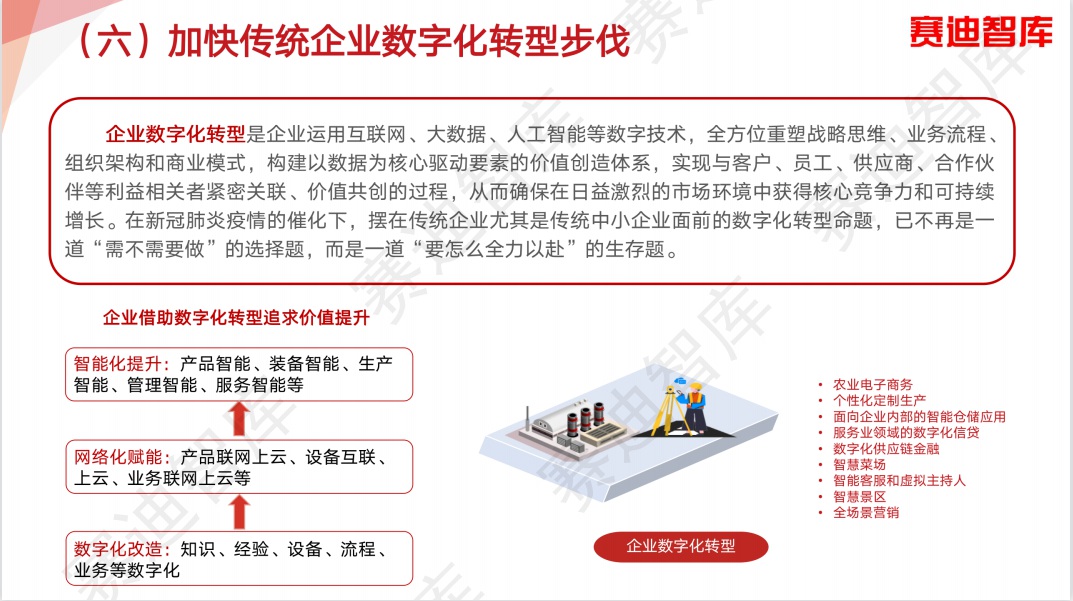 （六）加快传统企业数字化转型步伐
赛迪智库
企业数字化转型是企业运用互联网、大数据、人工智能等数字技术，全方位重塑战略思维、业务流程、
组织架构和商业模式，构建以数据为核心驱动要素的价值创造体系，实现与客户、员工、供应商、合作伙
伴等利益相关者紧密关联、价值共创的过程，从而确保在日益激烈的市场环境中获得核心竞争力和可持续
增长。在新冠肺炎疫情的催化下，摆在传统企业尤其是传统中小企业面前的数字化转型命题，已不再是一
道“需不需要做”的选择题，而是一道“要怎么全力以赴”的生存题。
企业借助数字化转型追求价值提升
智能化提升：产品智能、装备智能、生产
智能、管理智能、服务智能等
网络化赋能：产品联网上云、设备互联、
上云、业务联网上云等
数字化改造：知识、经验、设备、流程、
业务等数字化
企业数字化转型
• 农业电子商务
• 个性化定制生产
• 面向企业内部的智能仓储应用
• 服务业领域的数字化信贷
• 数字化供应链金融
• 智慧菜场
• 智能客服和虚拟主持人
• 智慧景区
• 全场景营销
赛迪智库
赛迪智库
赛迪智库
赛迪智库